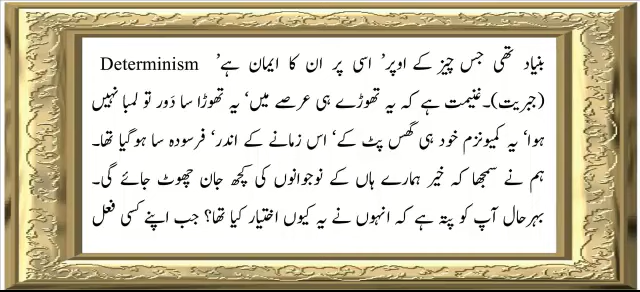 بنیاد تھی جس چیز کے اوپر’ اسی پر ان کا ایمان ہے’ Determinism
(جبریت)۔غنیمت ہے کہ یہ تھوڑے ہی عرصے میں‘ یہ تھوڑا سا دَور تو لمبا نہیں
ہوا‘ یہ کمیونزم خود ہی گھس پٹ کے‘ اس زمانے کے اندر‘ فرسودہ سا ہوگیا تھا۔
ہم نے سمجھا کہ خیر ہمارے ہاں کے نوجوانوں کی کچھ جان چھوٹ جائے گی۔
بہرحال آپ کو پتہ ہے کہ انہوں نے یہ کیوں اختیار کیا تھا؟ جب اپنے کسی فعل